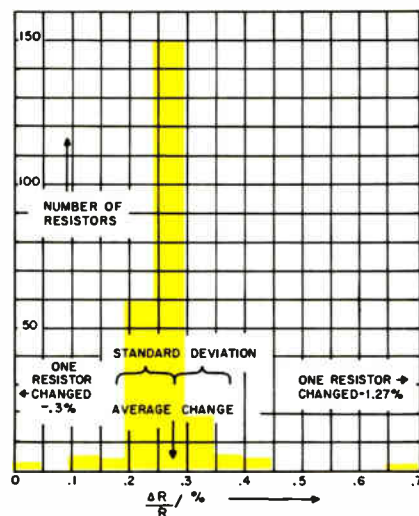 .150
.100
NUMBER OF
RESISTORS
50
STANDARD DEVIATION
ONE
RESISTOR
←CHANGED
-.3%
ONE RESISTOR →
CHANGED=1.27%
AVERAGE CHANGE
0 .1 .2 .3 .4 .5 .6 .7
ΔR/R / %